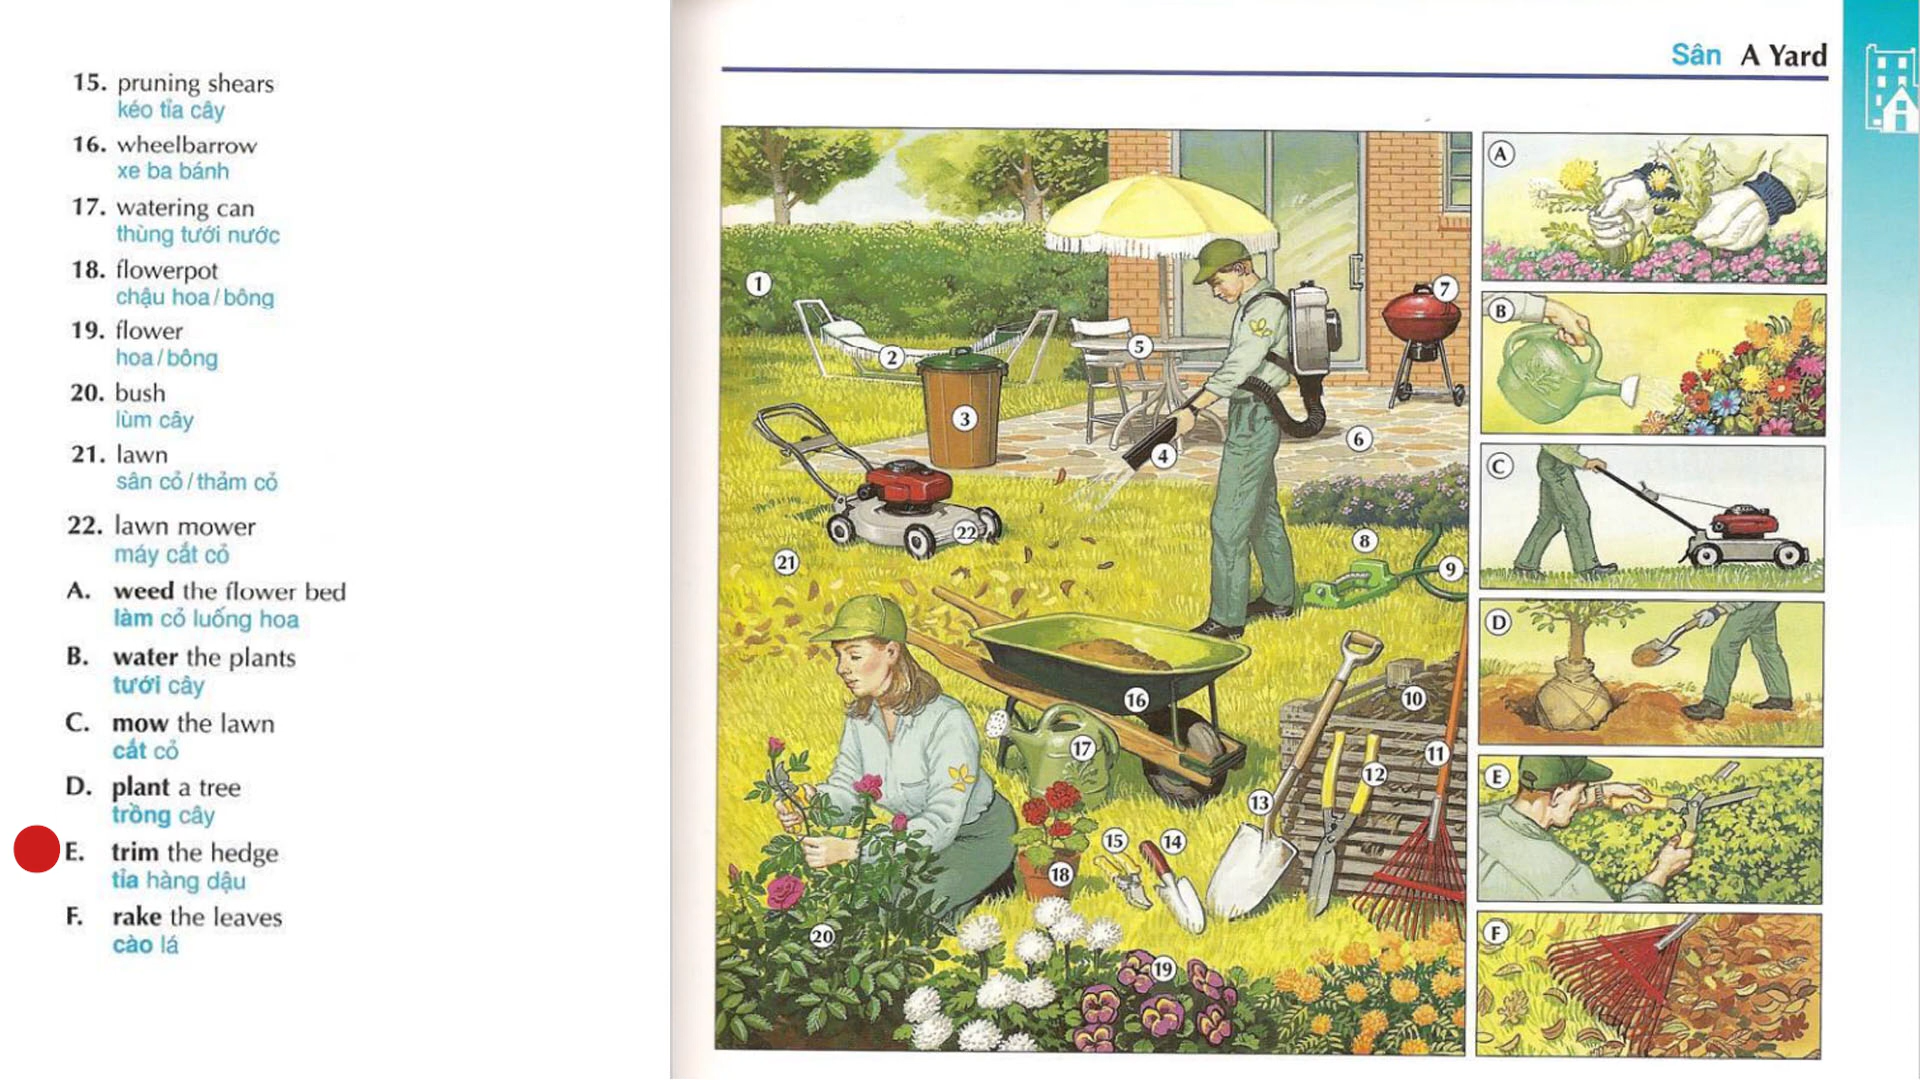 15. pruning shears
kéo tỉa cây
16. wheelbarrow
xe ba bánh
17. watering can
thùng tưới nước
18. flowerpot
chậu hoa / bông
19. flower
hoa / bông
20. bush
lùm cây
21. lawn
sân cỏ / thảm cỏ
22. lawn mower
máy cắt cỏ
A. weed the flower bed
làm cỏ luống hoa
B. water the plants
tưới cây
C. mow the lawn
cắt cỏ
D. plant a tree
trồng cây
E. trim the hedge
tỉa hàng dậu
F. rake the leaves
cào lá
Sân A Yard
1
2
3
4
5
6
7
8
9
10
11
12
13
14
15
16
17
18
19
20
21
22
A
B
C
D
E
F